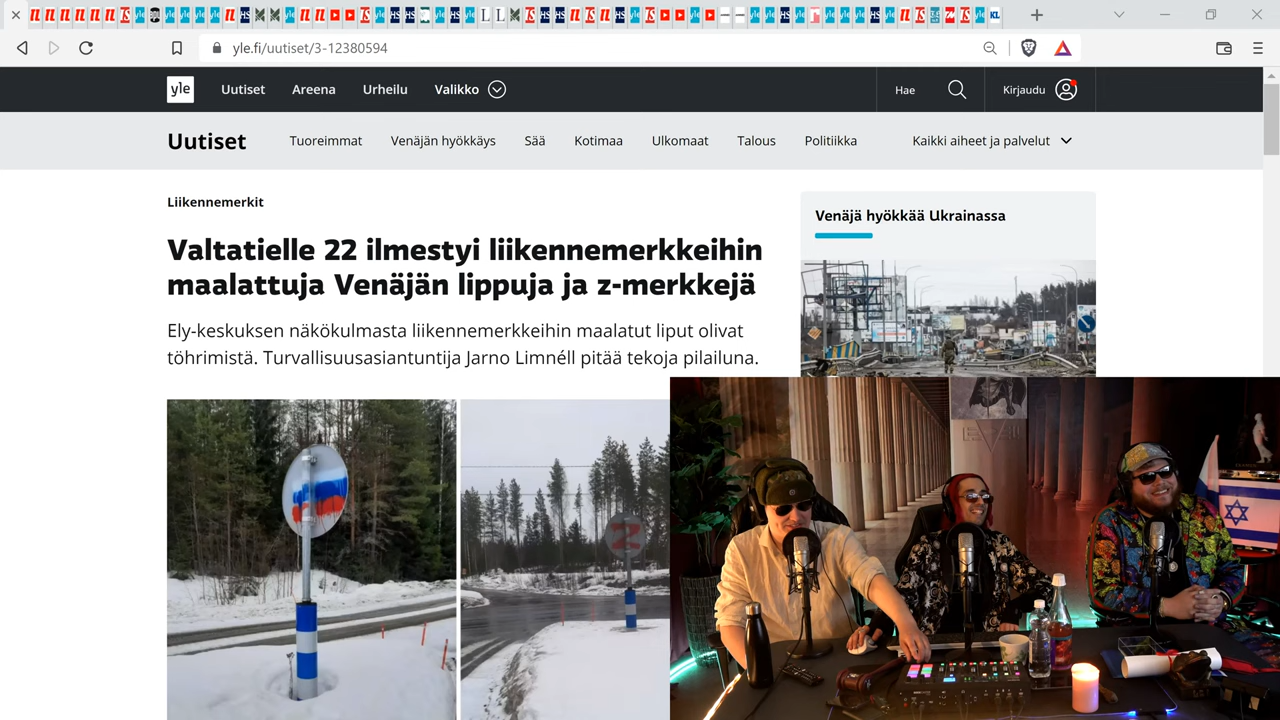 yle.fi/uutiset/3-12380594
yle
Uutiset
Areena
Urheilu
Valikko
Hae
Kirjaudu
Uutiset
Tuoreimmat
Venäjän hyökkäys
Sää
Kotimaa
Ulkomaat
Talous
Politiikka
Kaikki aiheet ja palvelut
Liikennemerkit
Valtatielle 22 ilmestyi liikennemerkkeihin
maalattuja Venäjän lippuja ja z-merkkejä
Ely-keskuksen näkökulmasta liikennemerkkeihin maalatut liput olivat
töhrimistä. Turvallisuusasiantuntija Jarno Limnéll pitää tekoja pilailuna.
Venäjä hyökkää Ukrainassa
Z